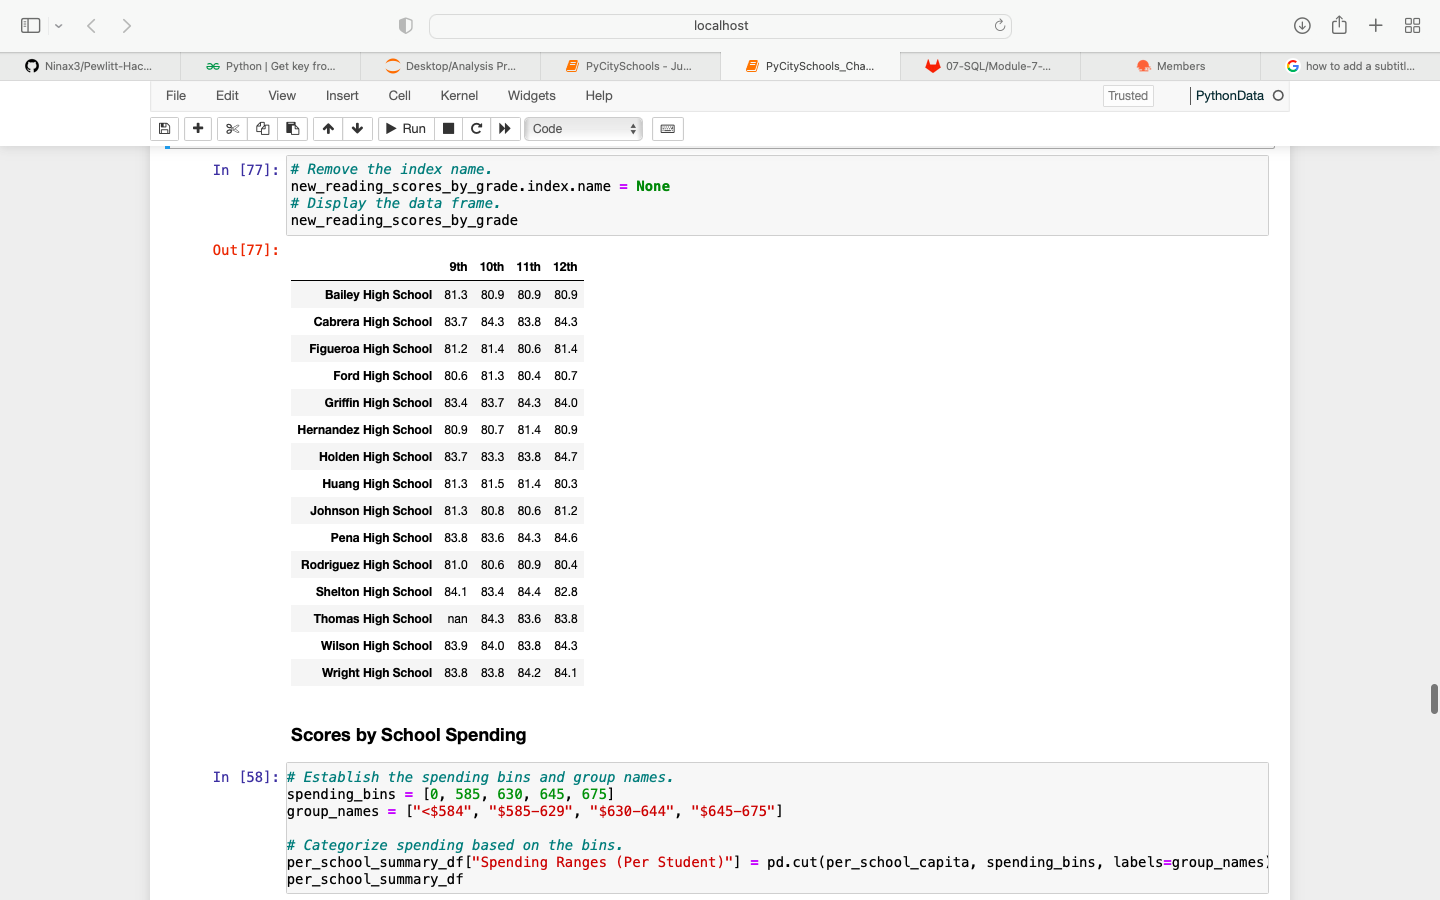 localhost
Ninax3/Pewlitt-Hac...
Python | Get key fro...
Desktop/Analysis Pr...
PyCitySchools - Ju...
PyCitySchools_Cha...
07-SQL/Module-7-...
Members
how to add a subtitl...
File Edit View Insert Cell Kernel Widgets Help
Trusted
PythonData
Run
Code
In [77]:
# Remove the index name.
new_reading_scores_by_grade.index.name = None
# Display the data frame.
new_reading_scores_by_grade
Out[77]:
9th 10th 11th 12th
Bailey High School 81.3 80.9 80.9 80.9
Cabrera High School 83.7 84.3 83.8 84.3
Figueroa High School 81.2 81.4 80.6 81.4
Ford High School 80.6 81.3 80.4 80.7
Griffin High School 83.4 83.7 84.3 84.0
Hernandez High School 80.9 80.7 81.4 80.9
Holden High School 83.7 83.3 83.8 84.7
Huang High School 81.3 81.5 81.4 80.3
Johnson High School 81.3 80.8 80.6 81.2
Pena High School 83.8 83.6 84.3 84.6
Rodriguez High School 81.0 80.6 80.9 80.4
Shelton High School 84.1 83.4 84.4 82.8
Thomas High School nan 84.3 83.6 83.8
Wilson High School 83.9 84.0 83.8 84.3
Wright High School 83.8 83.8 84.2 84.1
Scores by School Spending
In [58]:
# Establish the spending bins and group names.
spending_bins = [0, 585, 630, 645, 675]
group_names = ["<$584", "$585-629", "$630-644", "$645-675"]
# Categorize spending based on the bins.
per_school_summary_df["Spending Ranges (Per Student)"] = pd.cut(per_school_capita, spending_bins, labels=group_names)
per_school_summary_df